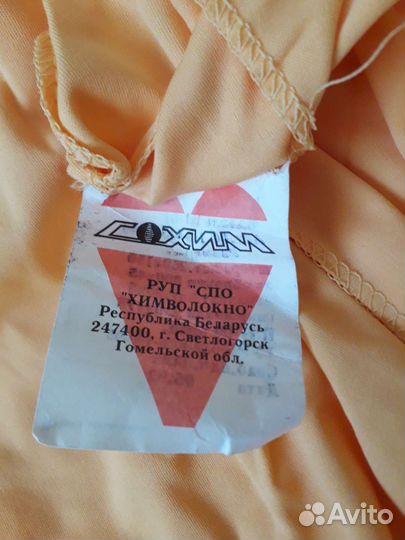 СОХИМ
РУП "СПО
"ХИМВОЛОКНО"
Республика Беларусь
247400, г. Светлогорск
Гомельской обл.
Avito